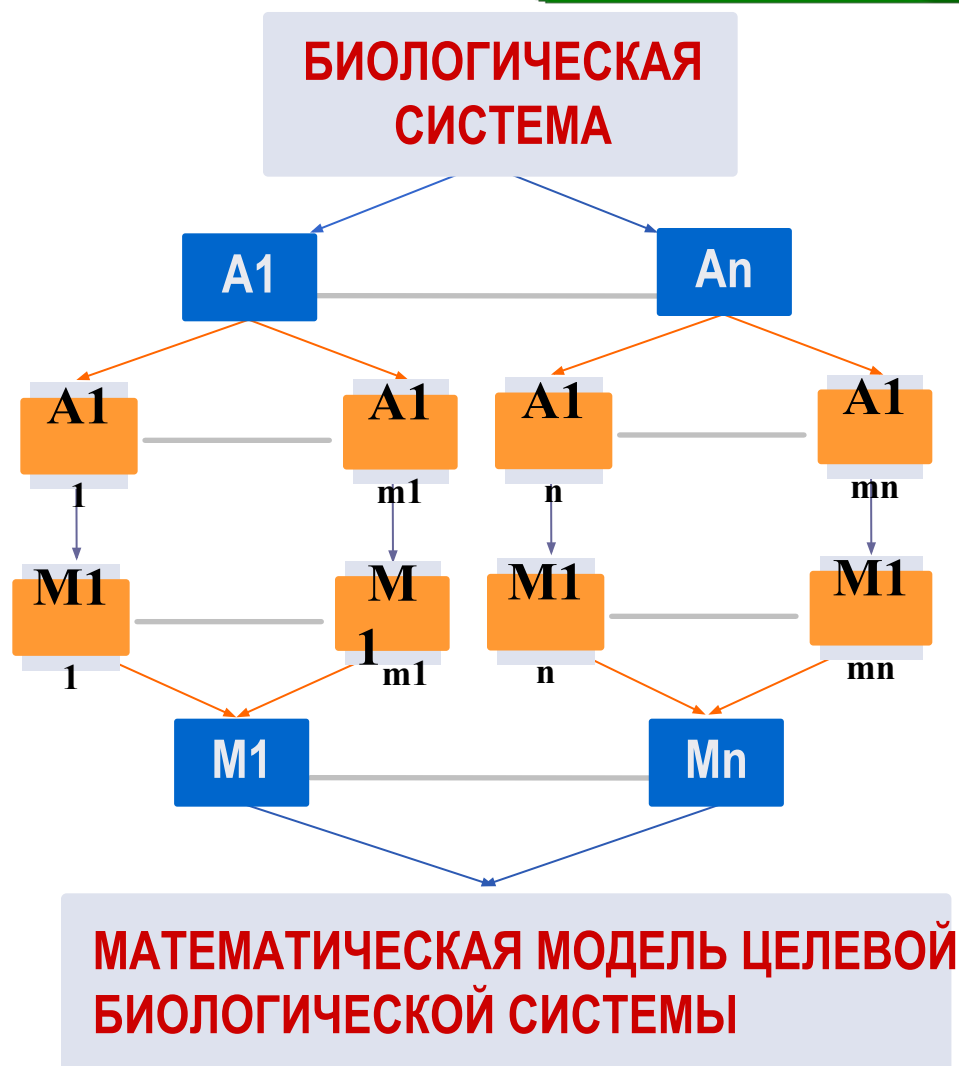 БИОЛОГИЧЕСКАЯ
СИСТЕМА
A1
An
A1
A1
A1
A1
1
m1
n
mn
M1
M
M1
M1
1
1
m1
n
mn
M1
Mn
МАТЕМАТИЧЕСКАЯ МОДЕЛЬ ЦЕЛЕВОЙ
БИОЛОГИЧЕСКОЙ СИСТЕМЫ